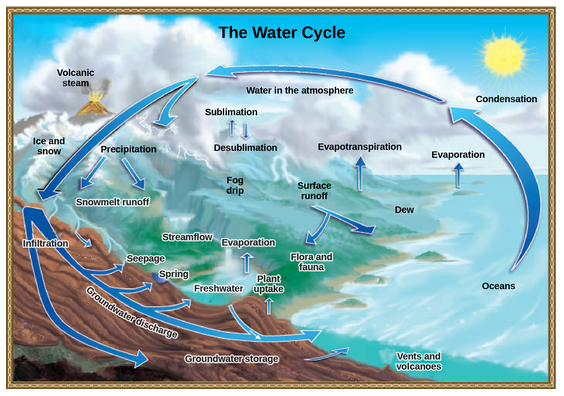 The Water Cycle
Volcanic
steam
Water in the atmosphere
Condensation
Sublimation
Ice and
snow
Precipitation
Desublimation
Evapotranspiration
Evaporation
Fog
drip
Surface
runoff
Snowmelt runoff
Dew
Infiltration
Streamflow
Evaporation
Seepage
Flora and
fauna
Spring
Plant
uptake
Freshwater
Oceans
Groundwater discharge
Groundwater storage
Vents and
volcanoes